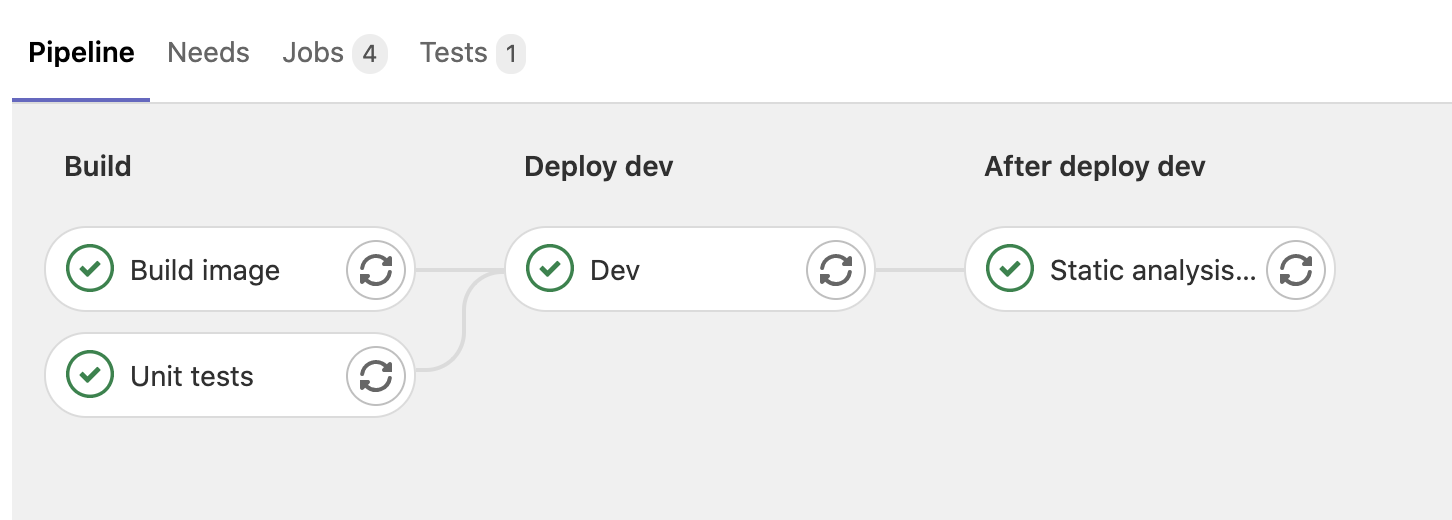 Pipeline Needs Jobs 4 Tests 1
Build Deploy dev After deploy dev
Build image Dev Static analysis...
Unit tests